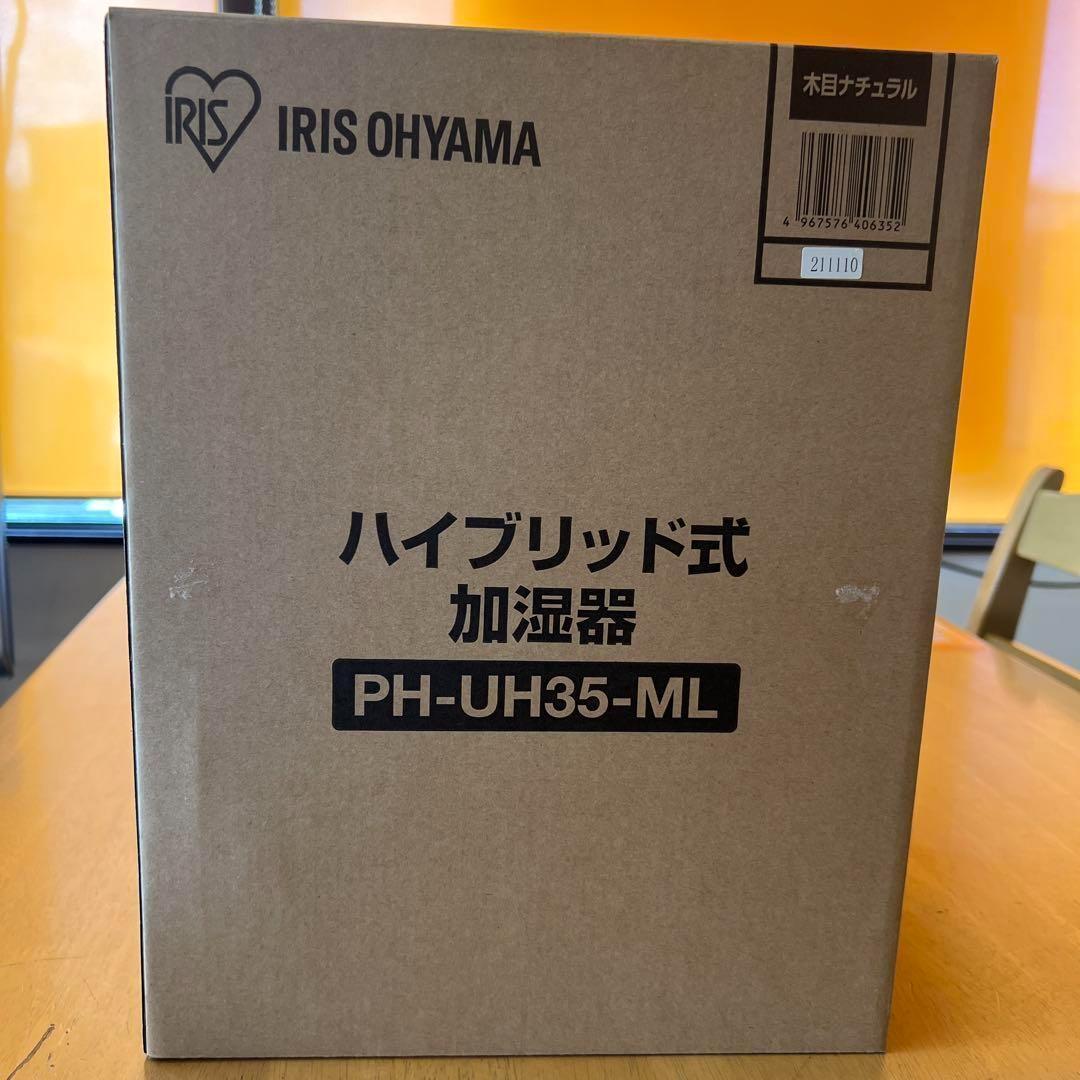 IRIS
IRIS OHYAMA
木目ナチュラル
4 967576 406352
211110
ハイブリッド式
加湿器
PH-UH35-ML